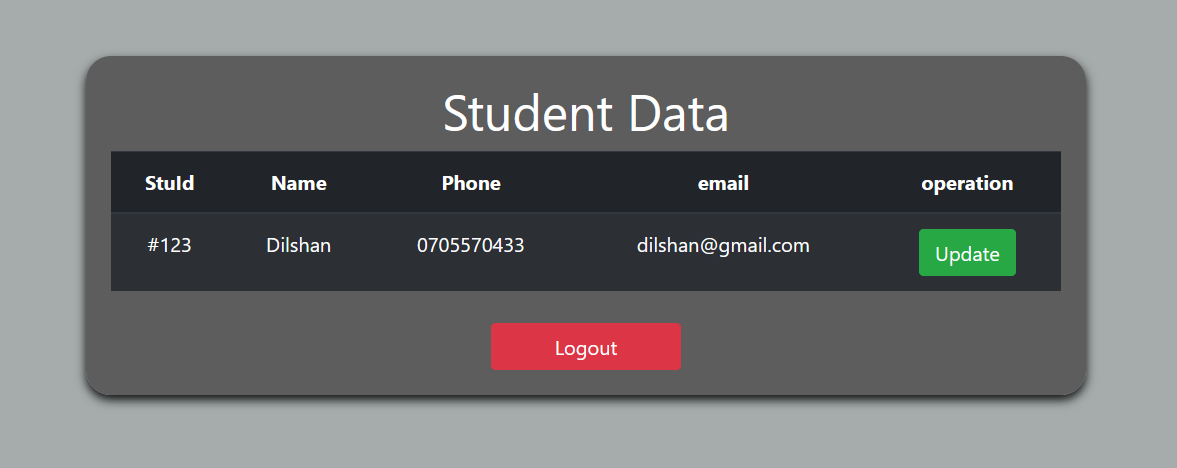 Student Data
StuId Name Phone email operation
#123 Dilshan 0705570433 dilshan@gmail.com Update
Logout